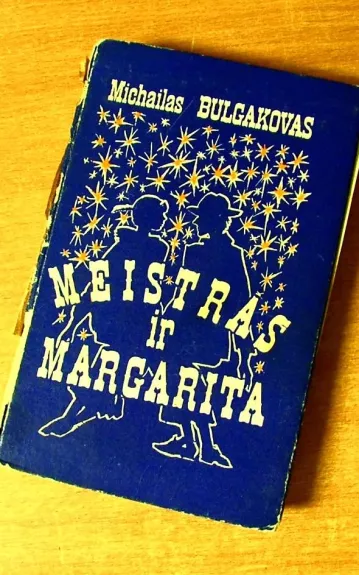 Michailas BULGAKOVAS
MEISTRAS
ir
MARGARITA